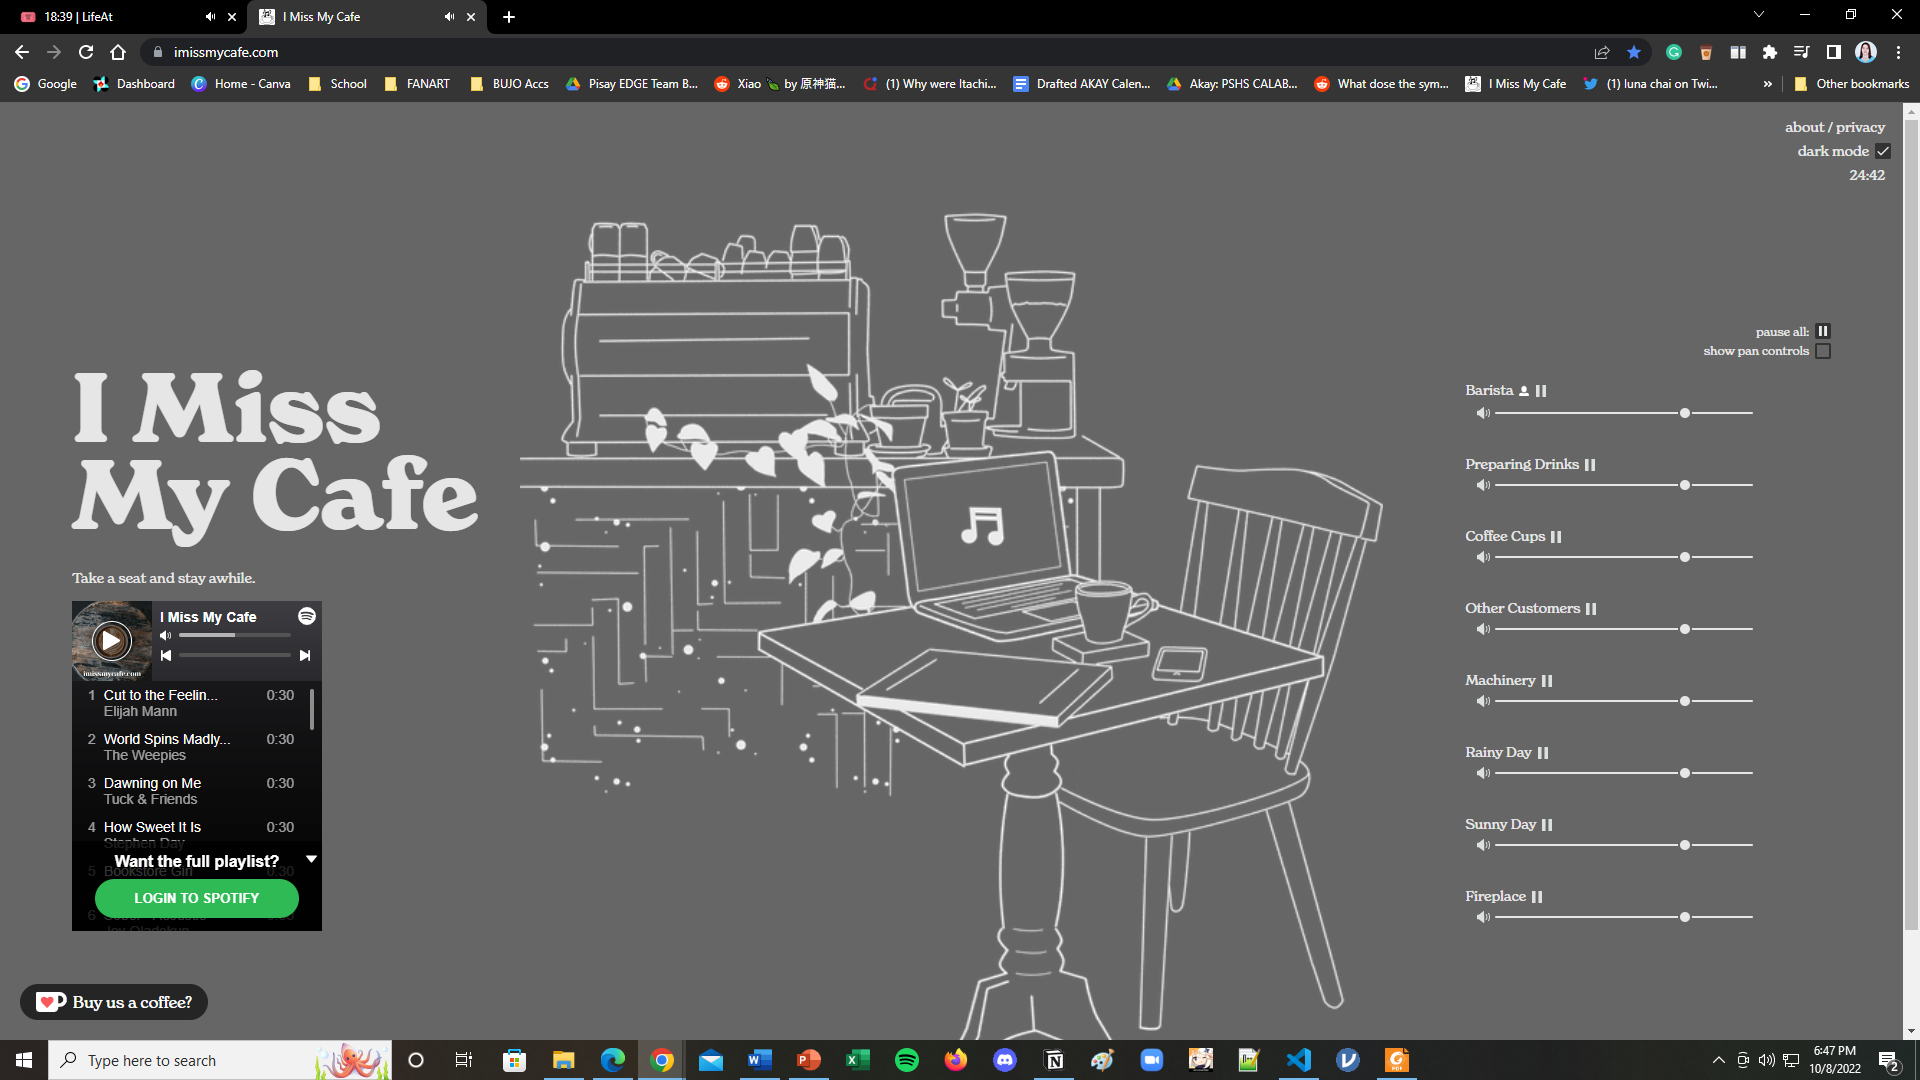 18:39 | LifeAt
I Miss My Cafe
imissmycafe.com
Google
Dashboard
Home - Canva
School
FANART
BUJO Accs
Pisay EDGE Team B...
Xiao 🍃 by 原神猫...
(1) Why were Itachi...
Drafted AKAY Calen...
Akay: PSHS CALAB...
What dose the sym...
I Miss My Cafe
(1) luna chai on Twi...
»
Other bookmarks
about / privacy
dark mode
24:42
I Miss
My Cafe
Take a seat and stay awhile.
I Miss My Cafe
imissmycafe.com
1 Cut to the Feelin... 0:30
Elijah Mann
2 World Spins Madly... 0:30
The Weepies
3 Dawning on Me 0:30
Tuck & Friends
4 How Sweet It Is 0:30
Stephen Day
Want the full playlist?
5 Bookstore Girl 0:30
LOGIN TO SPOTIFY
6
Joy Oladokun
Buy us a coffee?
pause all:
show pan controls
Barista
Preparing Drinks
Coffee Cups
Other Customers
Machinery
Rainy Day
Sunny Day
Fireplace
Type here to search
6:47 PM
10/8/2022
2